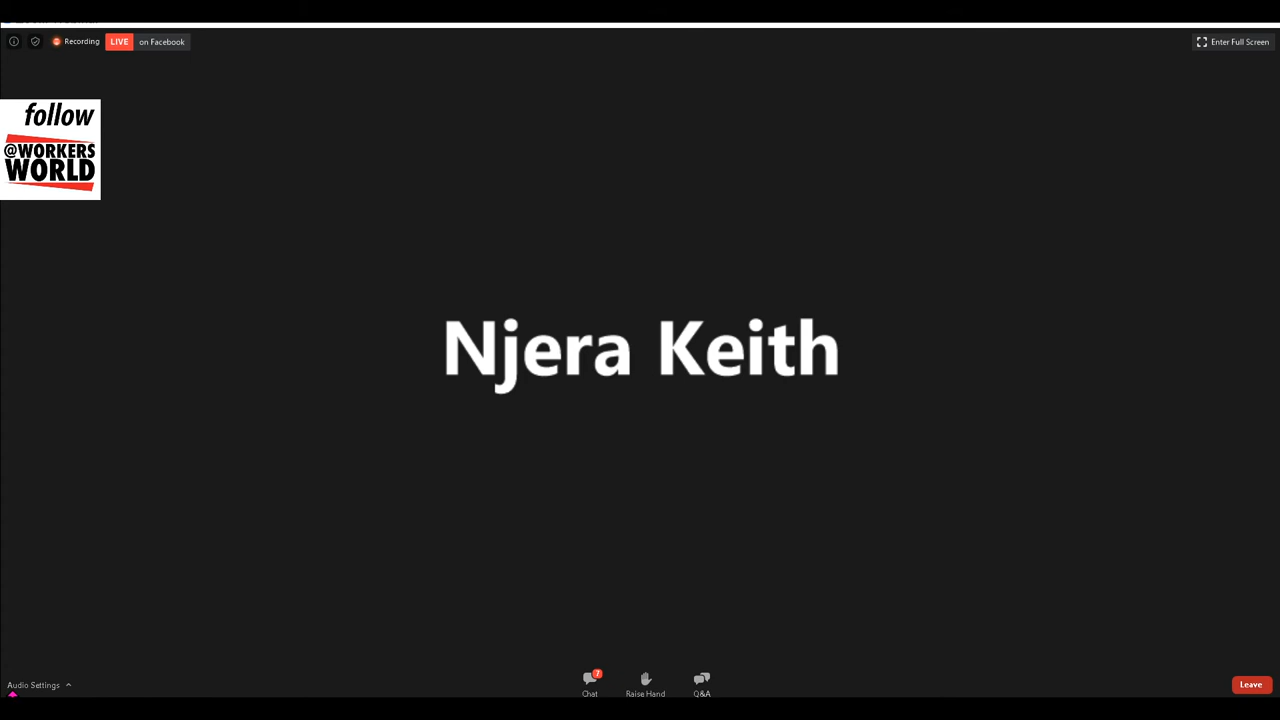 Recording LIVE on Facebook
Enter Full Screen
follow
@WORKERS
WORLD
Njera Keith
Audio Settings
7
Chat
Raise Hand
Q&A
Leave